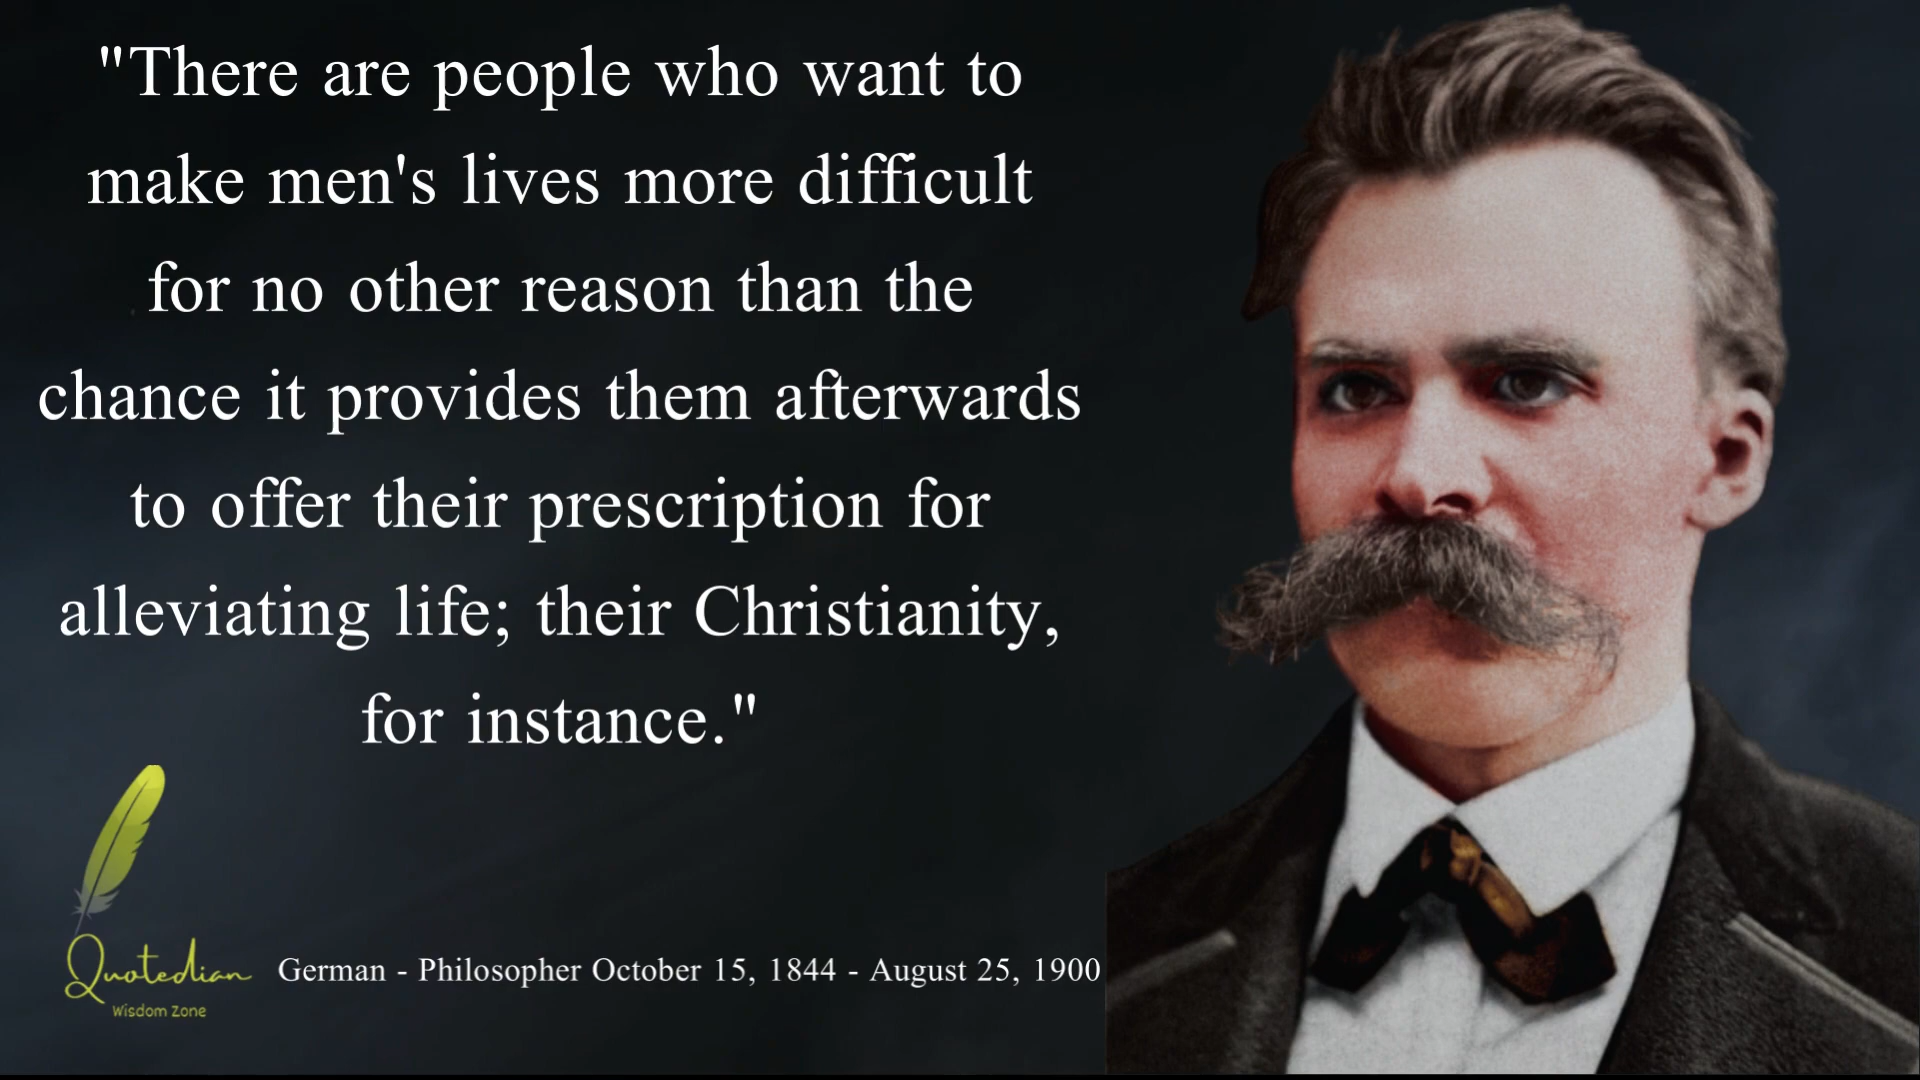 "There are people who want to
make men's lives more difficult
for no other reason than the
chance it provides them afterwards
to offer their prescription for
alleviating life; their Christianity,
for instance."
Quotedian
Wisdom Zone
German - Philosopher October 15, 1844 - August 25, 1900